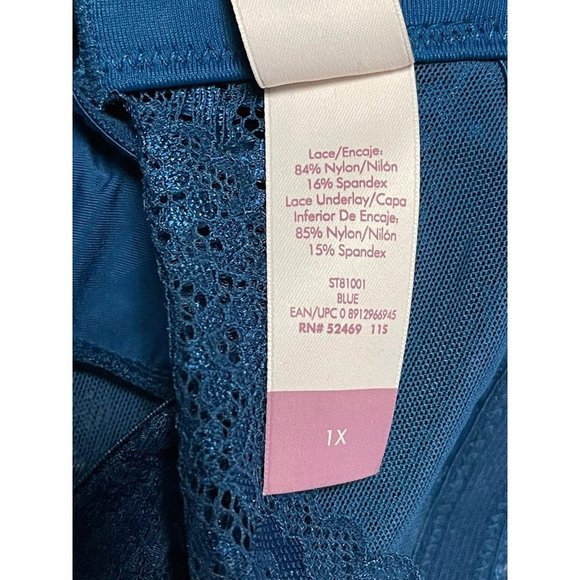 Lace/Encaje:
84% Nylon/Nilón
16% Spandex
Lace Underlay/Capa
Inferior De Encaje:
85% Nylon/Nilón
15% Spandex
ST81001
BLUE
EAN/UPC 0 8912966945
RN# 52469 11S
1X